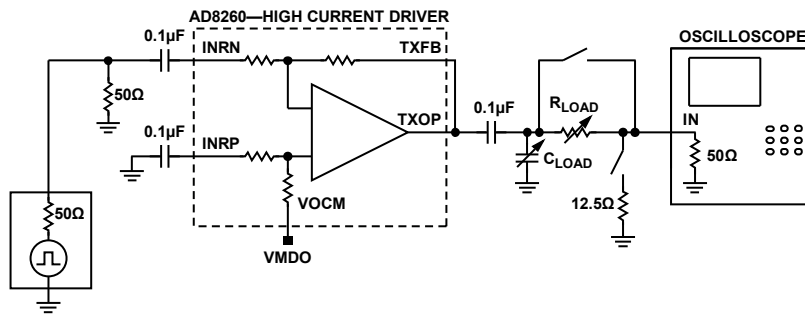 AD8260—HIGH CURRENT DRIVER
OSCILLOSCOPE
0.1µF
INRN
TXFB
50Ω
0.1µF
INRP
TXOP
0.1µF
RLOAD
IN
CLOAD
50Ω
50Ω
VOCM
12.5Ω
VMDO